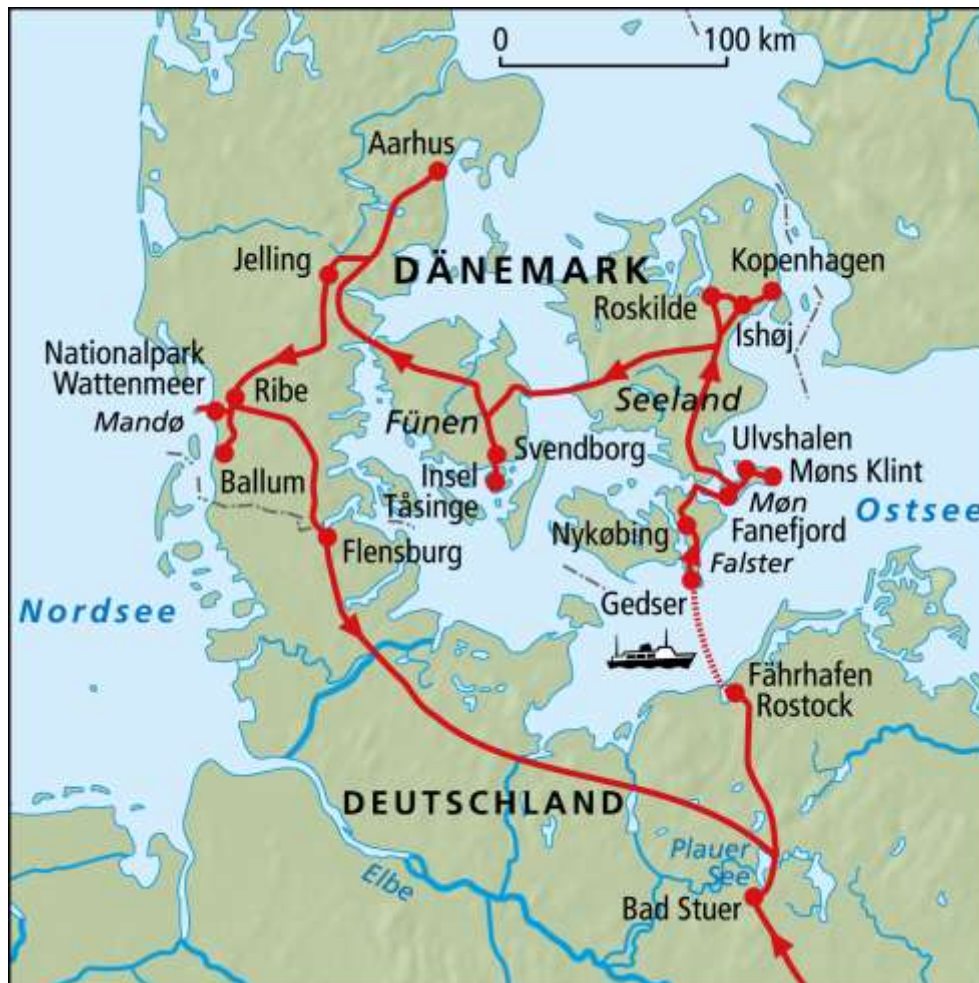 0 100 km
Aarhus
Jelling
DÄNEMARK
Kopenhagen
Roskilde
Ishøj
Nationalpark
Wattenmeer
Ribe
Mandø
Fünen
Seeland
Svendborg
Ulvshalen
Ballum
Insel
Tåsinge
Møns Klint
Møn
Ostsee
Nykøbing
Fanefjord
Flensburg
Falster
Nordsee
Gedser
Fährhafen
Rostock
DEUTSCHLAND
Plauer
See
Elbe
Bad Stuer